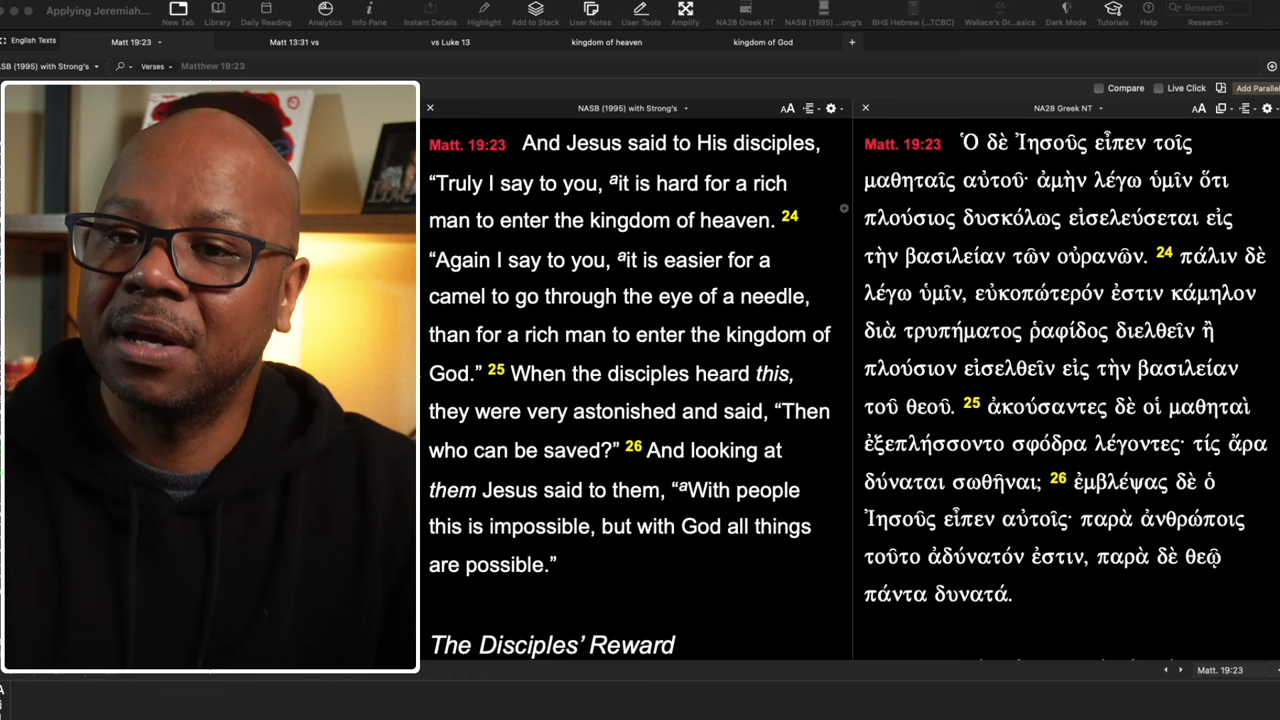 Applying Jeremiah...
New Tab
Library
Daily Reading
Analytics
Info Pane
Instant Details
Highlight
Add to Stack
User Notes
User Tools
Amplify
NA28 Greek NT
NASB (1995)...ong's
BHS Hebrew (...TCBC)
Wallace's Gr...asics
Dark Mode
Tutorials
Help
Research
Research
English Texts
Matt 19:23
Matt 13:31 vs
vs Luke 13
kingdom of heaven
kingdom of God
SB (1995) with Strong's
Verses
Matthew 19:23
Compare
Live Click
Add Parallel
NASB (1995) with Strong's
NA28 Greek NT
Matt. 19:23 And Jesus said to His disciples,
“Truly I say to you, ᵃit is hard for a rich
man to enter the kingdom of heaven. 24
“Again I say to you, ᵃit is easier for a
camel to go through the eye of a needle,
than for a rich man to enter the kingdom of
God.” 25 When the disciples heard this,
they were very astonished and said, “Then
who can be saved?” 26 And looking at
them Jesus said to them, “ᵃWith people
this is impossible, but with God all things
are possible.”
The Disciples’ Reward
Matt. 19:23 Ὁ δὲ Ἰησοῦς εἶπεν τοῖς
μαθηταῖς αὐτοῦ· ἀμὴν λέγω ὑμῖν ὅτι
πλούσιος δυσκόλως εἰσελεύσεται εἰς
τὴν βασιλείαν τῶν οὐρανῶν. 24 πάλιν δὲ
λέγω ὑμῖν, εὐκοπώτερόν ἐστιν κάμηλον
διὰ τρυπήματος ῥαφίδος διελθεῖν ἢ
πλούσιον εἰσελθεῖν εἰς τὴν βασιλείαν
τοῦ θεοῦ. 25 ἀκούσαντες δὲ οἱ μαθηταὶ
ἐξεπλήσσοντο σφόδρα λέγοντες· τίς ἄρα
δύναται σωθῆναι; 26 ἐμβλέψας δὲ ὁ
Ἰησοῦς εἶπεν αὐτοῖς· παρὰ ἀνθρώποις
τοῦτο ἀδύνατόν ἐστιν, παρὰ δὲ θεῷ
πάντα δυνατά.
Matt. 19:23